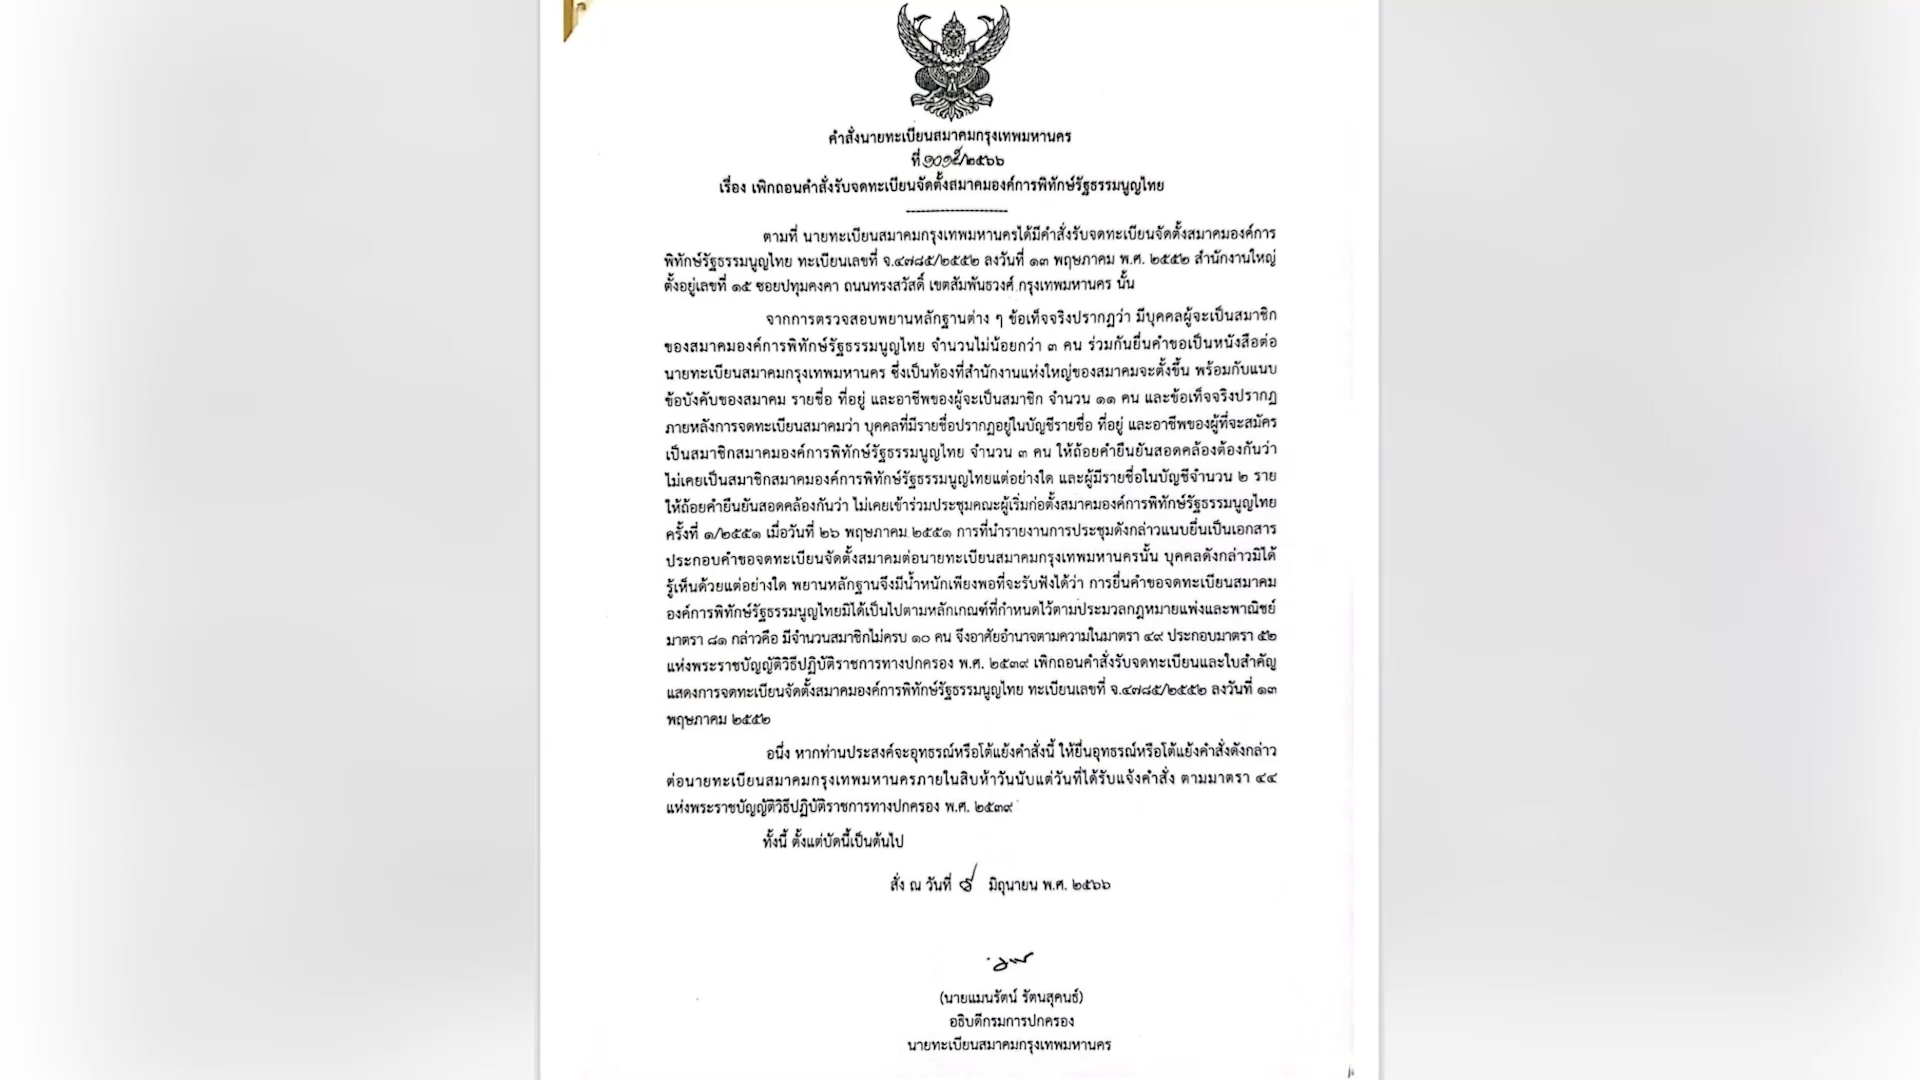 คำสั่งนายทะเบียนสมาคมกรุงเทพมหานคร
ที่ ๑๐๑๕/๒๕๖๖
เรื่อง เพิกถอนคำสั่งรับจดทะเบียนจัดตั้งสมาคมองค์การพิทักษ์รัฐธรรมนูญไทย
ตามที่ นายทะเบียนสมาคมกรุงเทพมหานครได้มีคำสั่งรับจดทะเบียนจัดตั้งสมาคมองค์การ
พิทักษ์รัฐธรรมนูญไทย ทะเบียนเลขที่ จ.๔๗๘๕/๒๕๕๒ ลงวันที่ ๑๓ พฤษภาคม พ.ศ. ๒๕๕๒ สำนักงานใหญ่
ตั้งอยู่เลขที่ ๑๕ ซอยปทุมคงคา ถนนทรงสวัสดิ์ เขตสัมพันธวงศ์ กรุงเทพมหานคร นั้น
จากการตรวจสอบพยานหลักฐานต่าง ๆ ข้อเท็จจริงปรากฏว่า มีบุคคลผู้จะเป็นสมาชิก
ของสมาคมองค์การพิทักษ์รัฐธรรมนูญไทย จำนวนไม่น้อยกว่า ๓ คน ร่วมกันยื่นคำขอเป็นหนังสือต่อ
นายทะเบียนสมาคมกรุงเทพมหานคร ซึ่งเป็นท้องที่สำนักงานแห่งใหญ่ของสมาคมจะตั้งขึ้น พร้อมกับแนบ
ข้อบังคับของสมาคม รายชื่อ ที่อยู่ และอาชีพของผู้จะเป็นสมาชิก จำนวน ๑๑ คน และข้อเท็จจริงปรากฏ
ภายหลังการจดทะเบียนสมาคมว่า บุคคลที่มีรายชื่อปรากฏอยู่ในบัญชีรายชื่อ ที่อยู่ และอาชีพของผู้ที่จะสมัคร
เป็นสมาชิกสมาคมองค์การพิทักษ์รัฐธรรมนูญไทย จำนวน ๓ คน ให้ถ้อยคำยืนยันสอดคล้องต้องกันว่า
ไม่เคยเป็นสมาชิกสมาคมองค์การพิทักษ์รัฐธรรมนูญไทยแต่อย่างใด และผู้มีรายชื่อในบัญชีจำนวน ๒ ราย
ให้ถ้อยคำยืนยันสอดคล้องกันว่า ไม่เคยเข้าร่วมประชุมคณะผู้เริ่มก่อตั้งสมาคมองค์การพิทักษ์รัฐธรรมนูญไทย
ครั้งที่ ๑/๒๕๕๑ เมื่อวันที่ ๒๖ พฤษภาคม ๒๕๕๑ การที่นำรายงานการประชุมดังกล่าวแนบยื่นเป็นเอกสาร
ประกอบคำขอจดทะเบียนจัดตั้งสมาคมต่อนายทะเบียนสมาคมกรุงเทพมหานครนั้น บุคคลดังกล่าวมิได้
รู้เห็นด้วยแต่อย่างใด พยานหลักฐานจึงมีน้ำหนักเพียงพอที่จะรับฟังได้ว่า การยื่นคำขอจดทะเบียนสมาคม
องค์การพิทักษ์รัฐธรรมนูญไทยมิได้เป็นไปตามหลักเกณฑ์ที่กำหนดไว้ตามประมวลกฎหมายแพ่งและพาณิชย์
มาตรา ๘๑ กล่าวคือ มีจำนวนสมาชิกไม่ครบ ๑๐ คน จึงอาศัยอำนาจตามความในมาตรา ๔๙ ประกอบมาตรา ๕๒
แห่งพระราชบัญญัติวิธีปฏิบัติราชการทางปกครอง พ.ศ. ๒๕๓๙ เพิกถอนคำสั่งรับจดทะเบียนและใบสำคัญ
แสดงการจดทะเบียนจัดตั้งสมาคมองค์การพิทักษ์รัฐธรรมนูญไทย ทะเบียนเลขที่ จ.๔๗๘๕/๒๕๕๒ ลงวันที่ ๑๓
พฤษภาคม ๒๕๕๒
อนึ่ง หากท่านประสงค์จะอุทธรณ์หรือโต้แย้งคำสั่งนี้ ให้ยื่นอุทธรณ์หรือโต้แย้งคำสั่งดังกล่าว
ต่อนายทะเบียนสมาคมกรุงเทพมหานครภายในสิบห้าวันนับแต่วันที่ได้รับแจ้งคำสั่ง ตามมาตรา ๔๔
แห่งพระราชบัญญัติวิธีปฏิบัติราชการทางปกครอง พ.ศ. ๒๕๓๙
ทั้งนี้ ตั้งแต่บัดนี้เป็นต้นไป
สั่ง ณ วันที่ ๘ มิถุนายน พ.ศ. ๒๕๖๖
(นายแมนรัตน์ รัตนสุคนธ์)
อธิบดีกรมการปกครอง
นายทะเบียนสมาคมกรุงเทพมหานคร